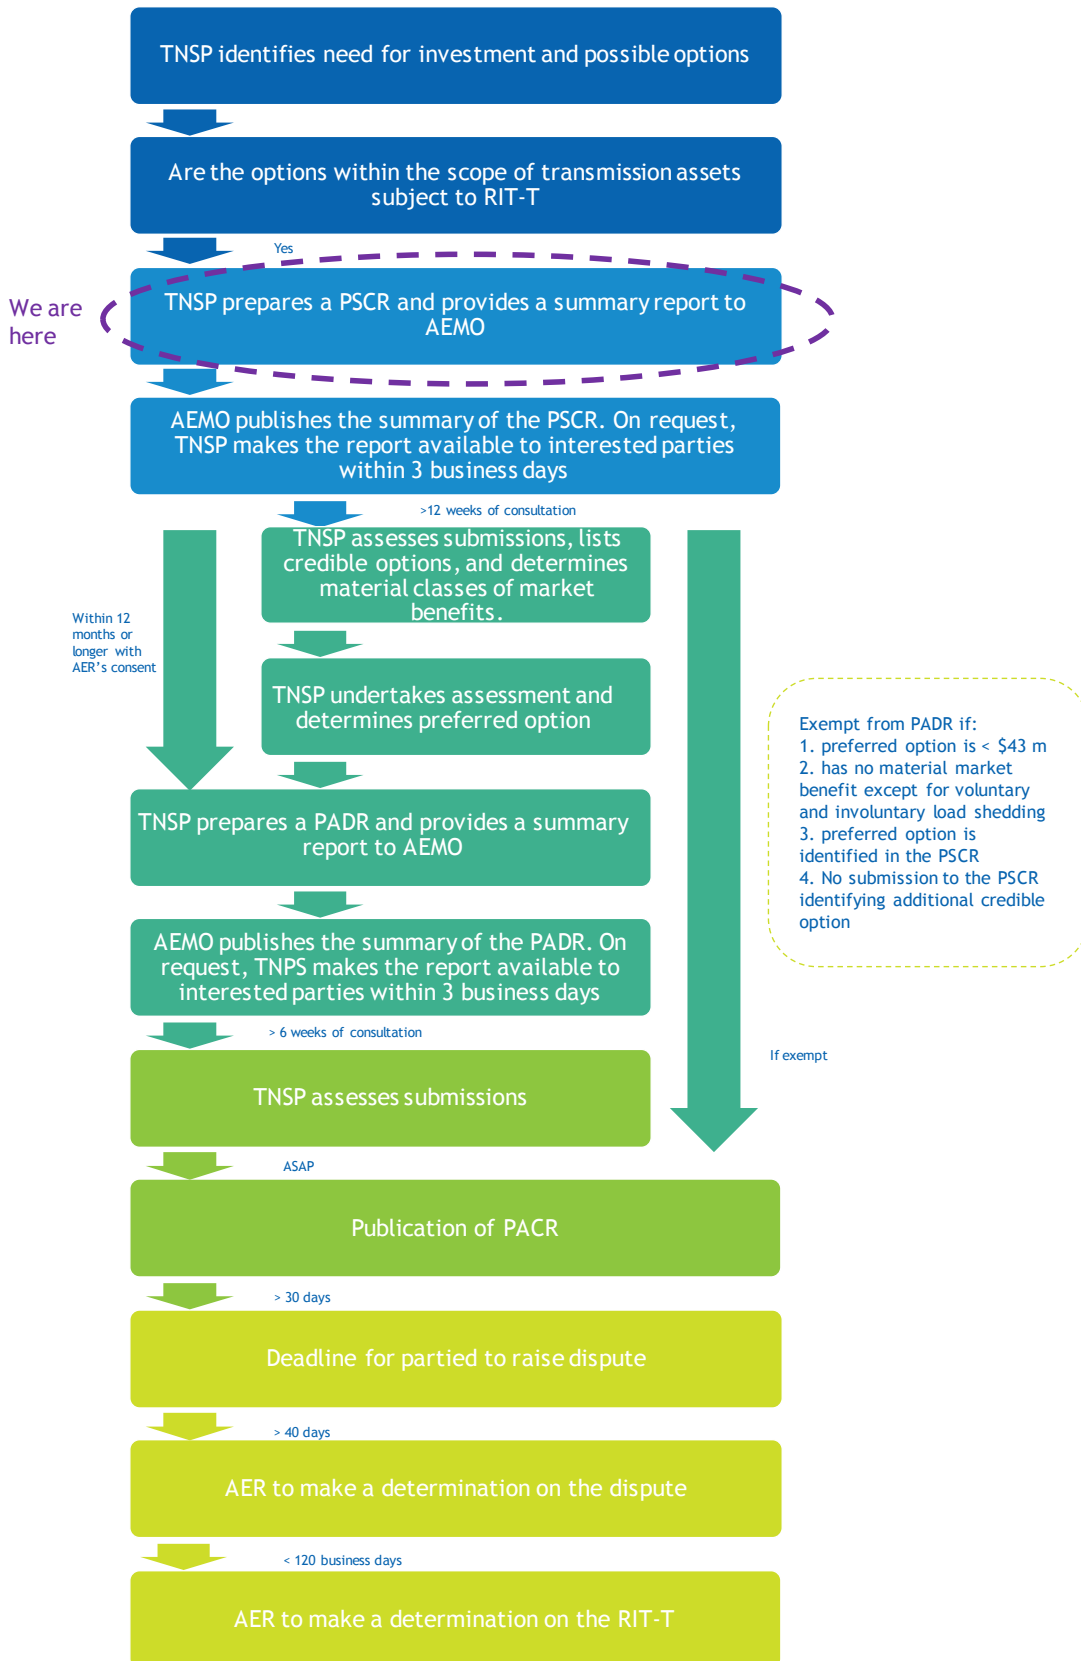 TNSP identifies need for investment and possible options
Are the options within the scope of transmission assets
subject to RIT-T
Yes
We are
here
TNSP prepares a PSCR and provides a summary report to
AEMO
AEMO publishes the summary of the PSCR. On request,
TNSP makes the report available to interested parties
within 3 business days
>12 weeks of consultation
TNSP assesses submissions, lists
credible options, and determines
material classes of market
benefits.
Within 12
months or
longer with
AER's consent
TNSP undertakes assessment and
determines preferred option
Exempt from PADR if:
1. preferred option is < $43 m
2. has no material market
benefit except for voluntary
and involuntary load shedding
3. preferred option is
identified in the PSCR
4. No submission to the PSCR
identifying additional credible
option
TNSP prepares a PADR and provides a summary
report to AEMO
AEMO publishes the summary of the PADR. On
request, TNPS makes the report available to
interested parties within 3 business days
> 6 weeks of consultation
If exempt
TNSP assesses submissions
ASAP
Publication of PACR
> 30 days
Deadline for partied to raise dispute
> 40 days
AER to make a determination on the dispute
< 120 business days
AER to make a determination on the RIT-T